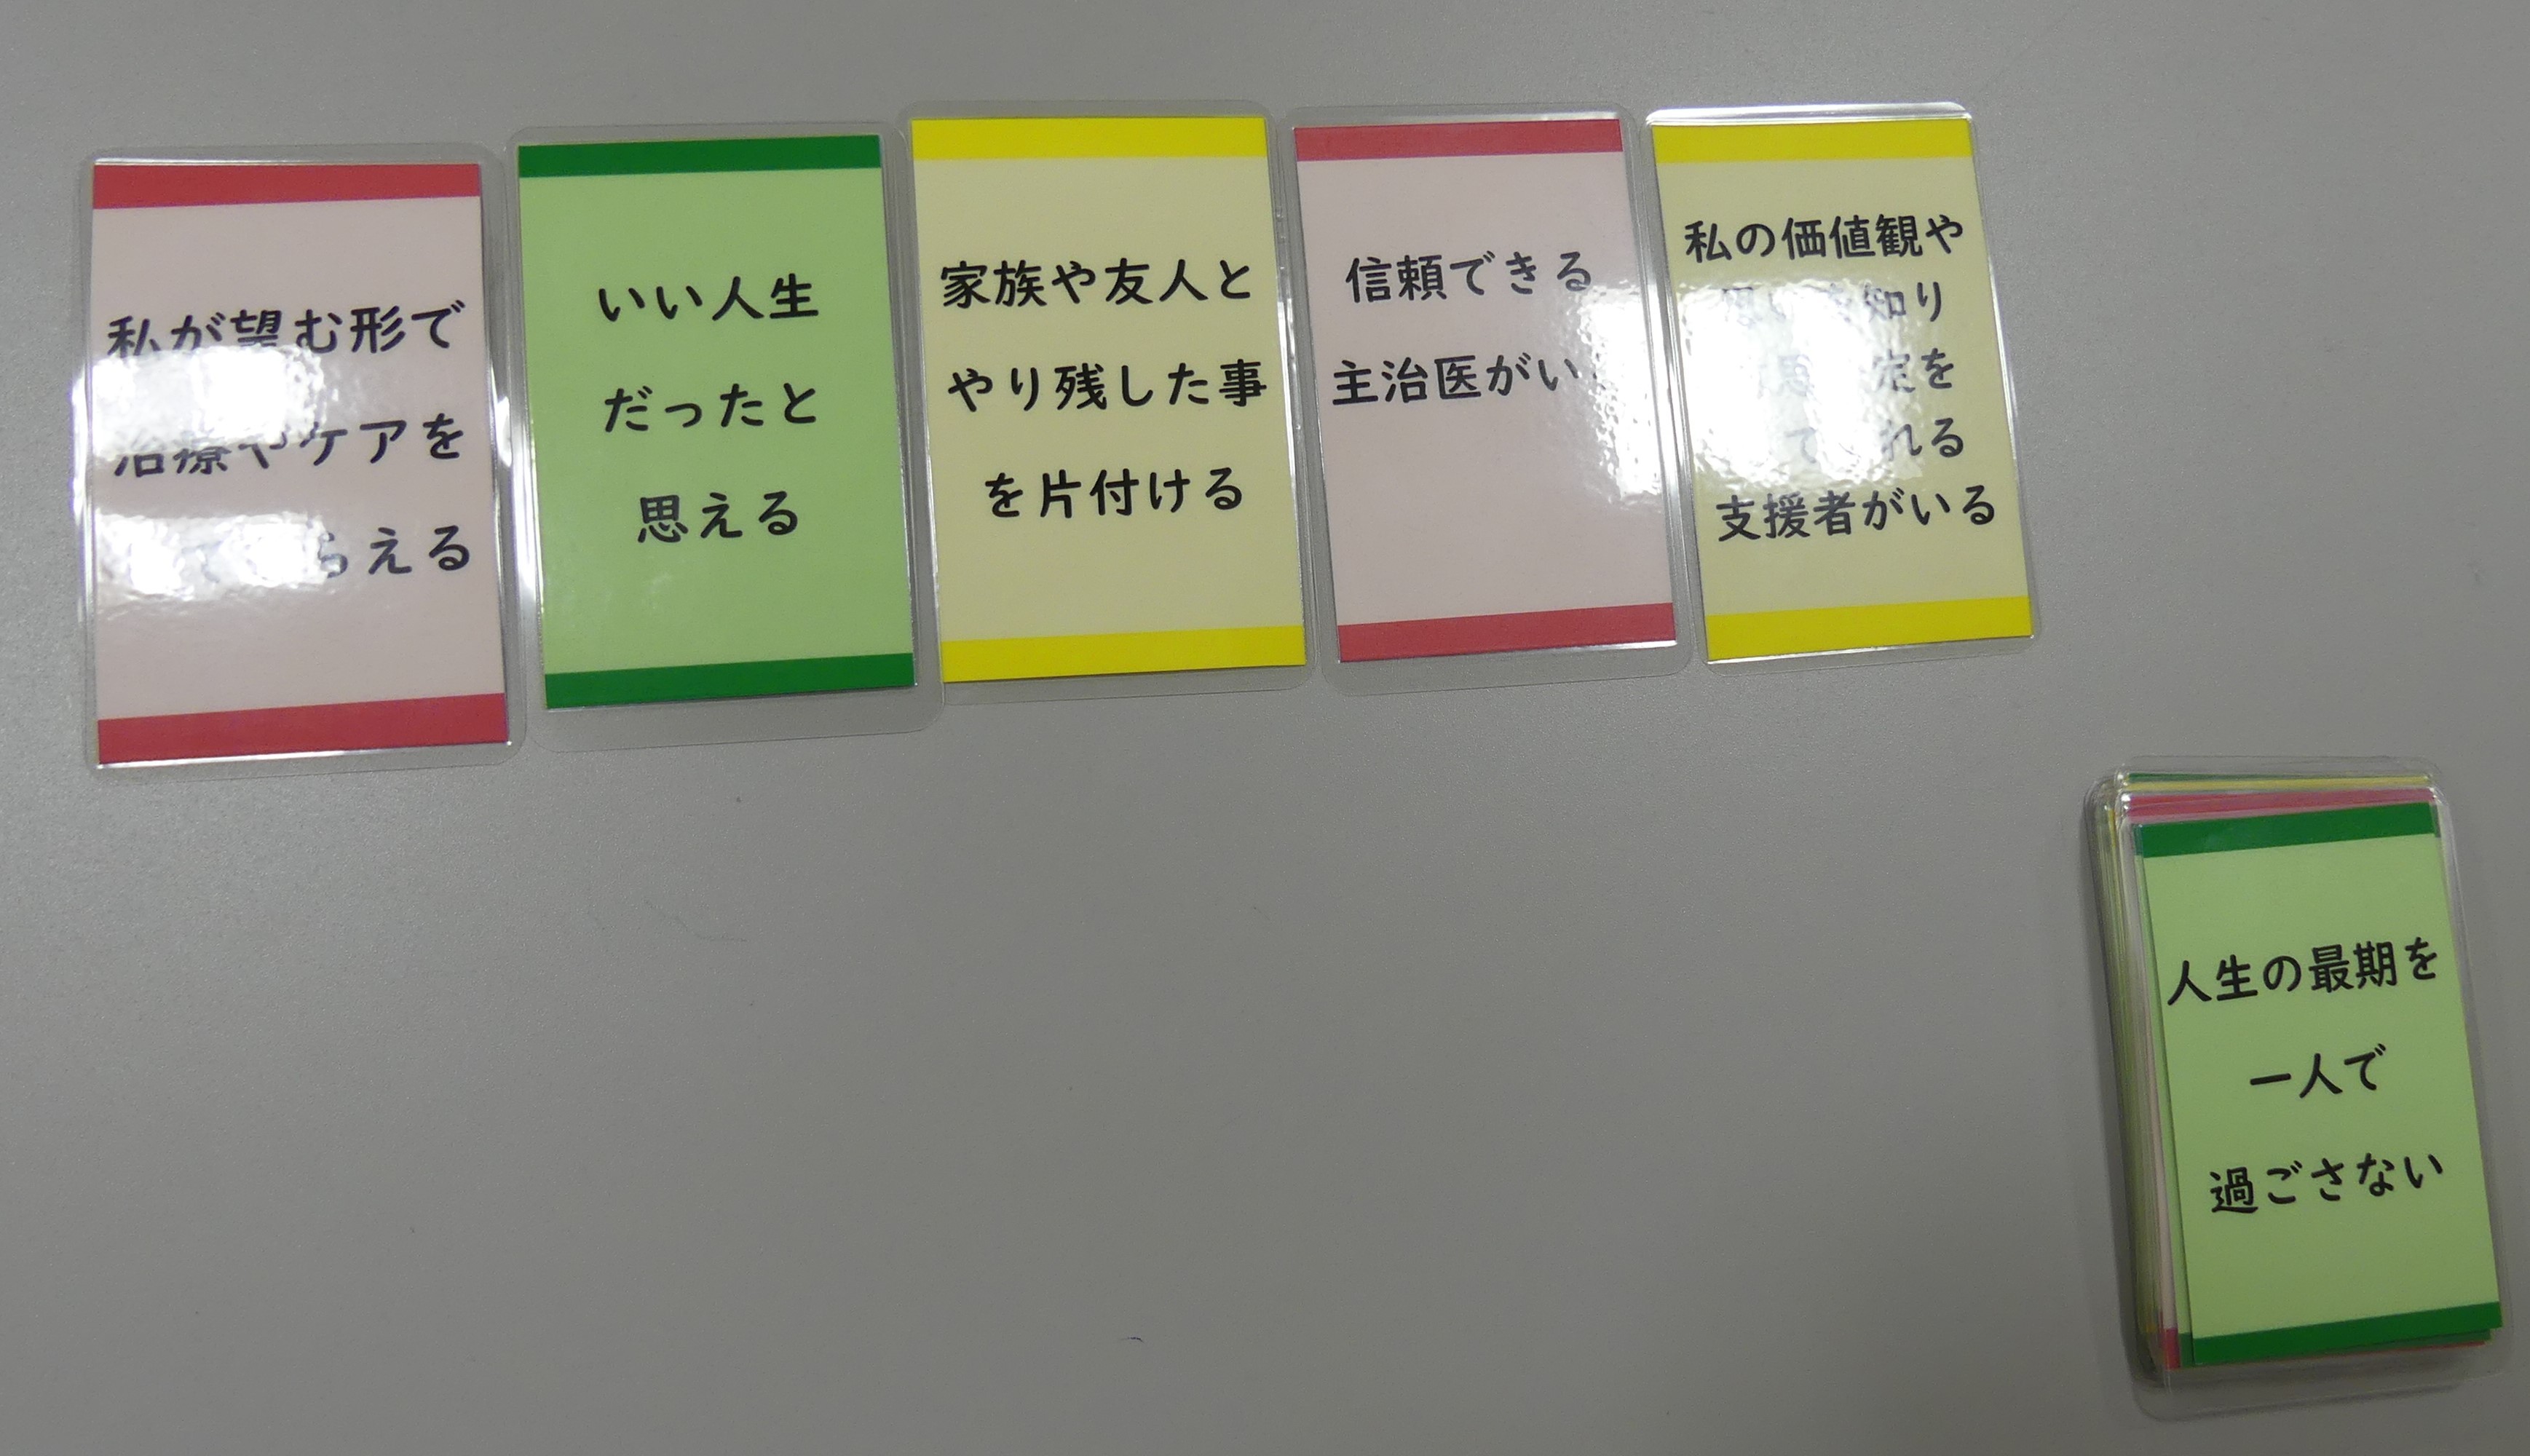 私が望む形で
治療やケアを
らえる
いい人生
だったと
思える
家族や友人と
やり残した事
を片付ける
信頼できる
主治医がい
私の価値観や
知り
定を
れる
支援者がいる
人生の最期を
一人で
過ごさない